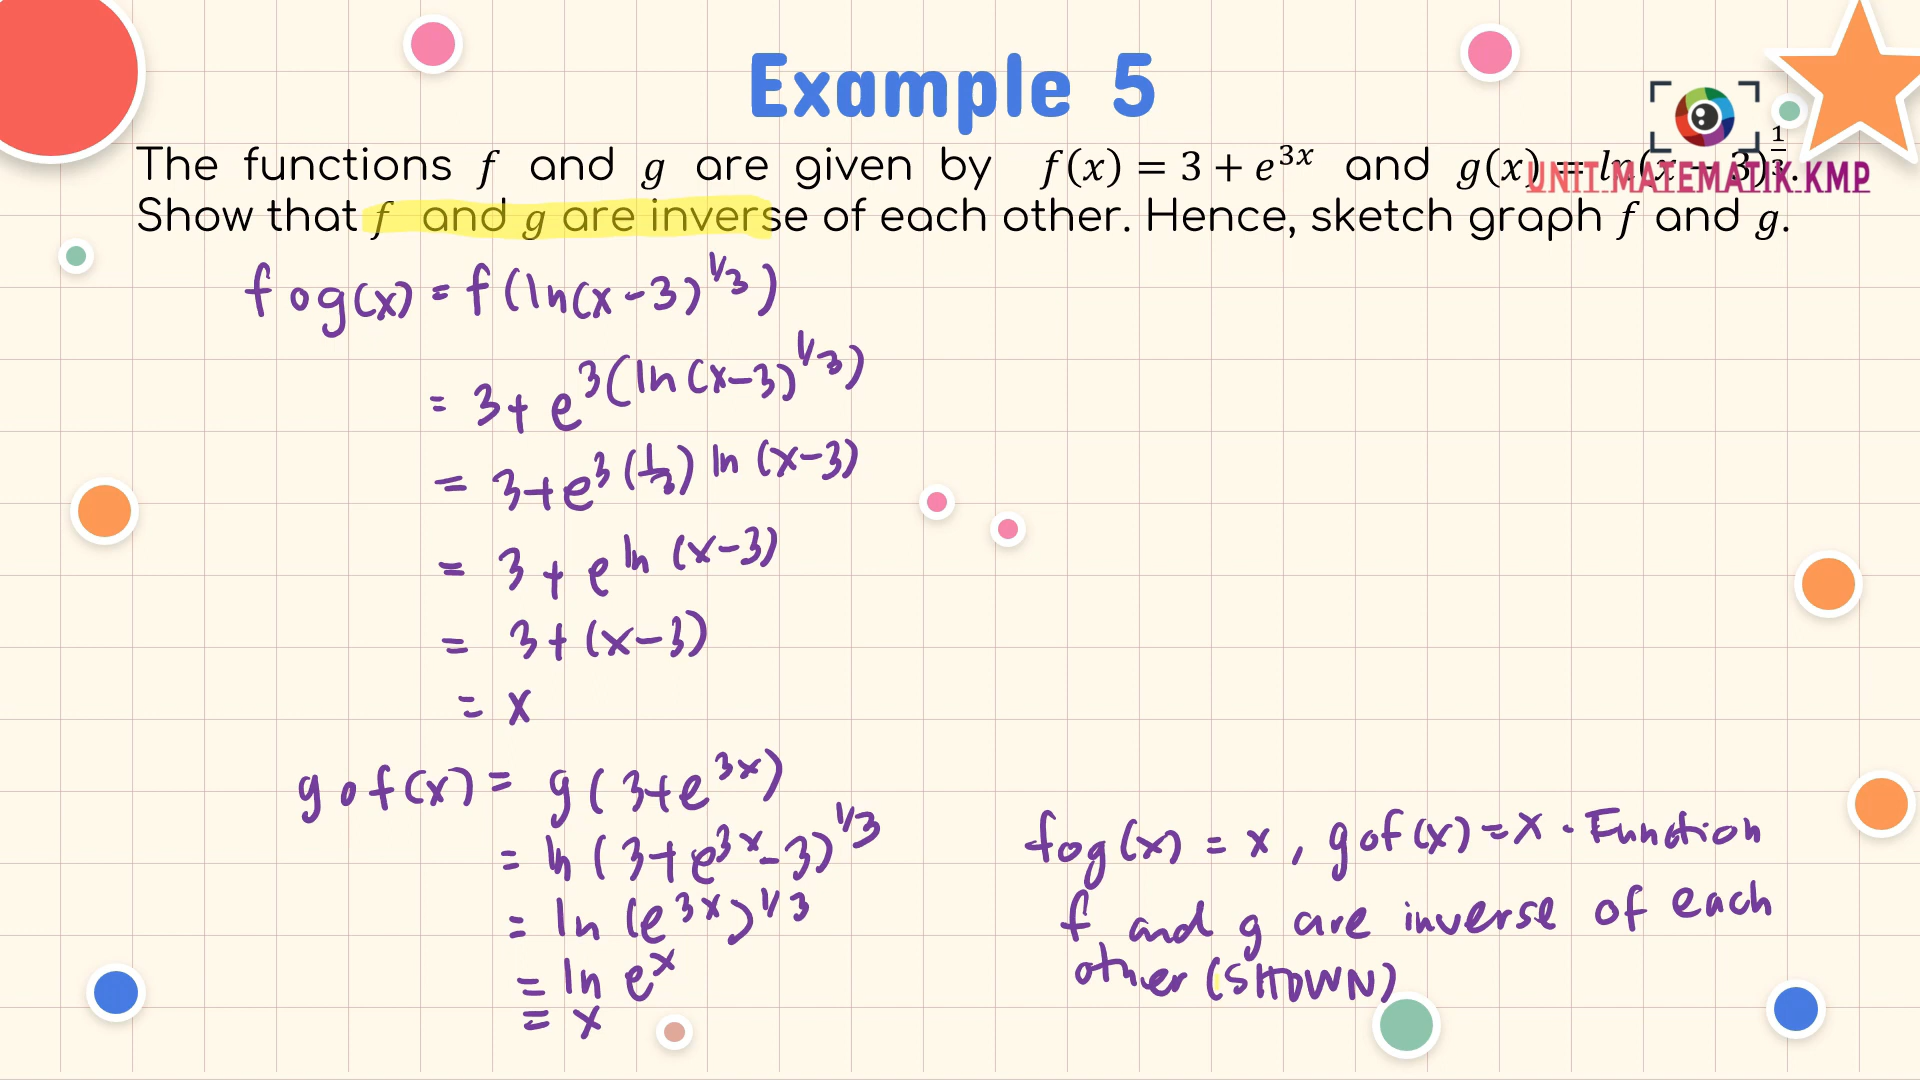 Example 5
The functions f and g are given by f(x) = 3 + e^{3x} and g(x) = ln(x − 3)^{1/3}.
UNIT MATEMATIK KMP
Show that f and g are inverse of each other. Hence, sketch graph f and g.
fog(x) = f(ln(x-3)^{1/3})
= 3+ e^{3(ln(x-3)^{1/3})}
= 3+e^{3(1/3) ln(x-3)}
= 3 + e^{ln(x-3)}
= 3+(x-3)
= x
gof(x) = g(3+e^{3x})
= ln(3+e^{3x}-3)^{1/3}
= ln(e^{3x})^{1/3}
= ln e^x
= x
fog(x) = x, gof(x) = x. Function
f and g are inverse of each
other (SHOWN)